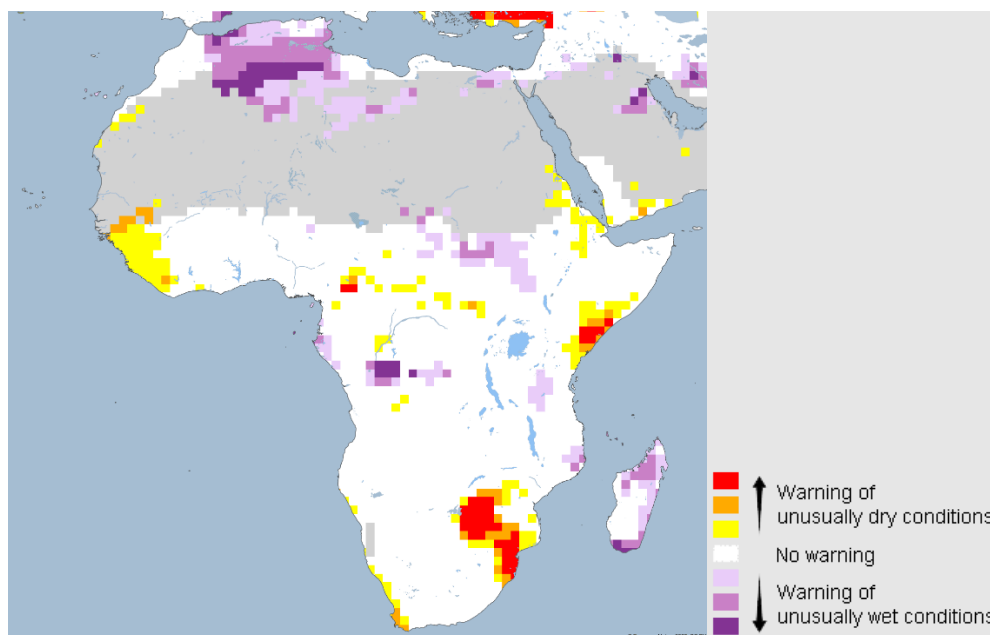 Warning of
unusually dry conditions
No warning
Warning of
unusually wet conditions